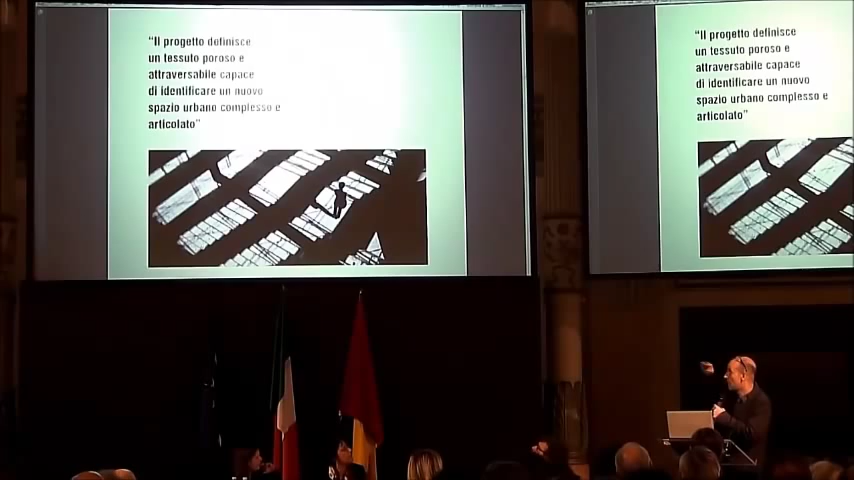 “Il progetto definisce
un tessuto poroso e
attraversabile capace
di identificare un nuovo
spazio urbano complesso e
articolato”
“Il progetto definisce
un tessuto poroso e
attraversabile capace
di identificare un nuovo
spazio urbano complesso e
articolato”